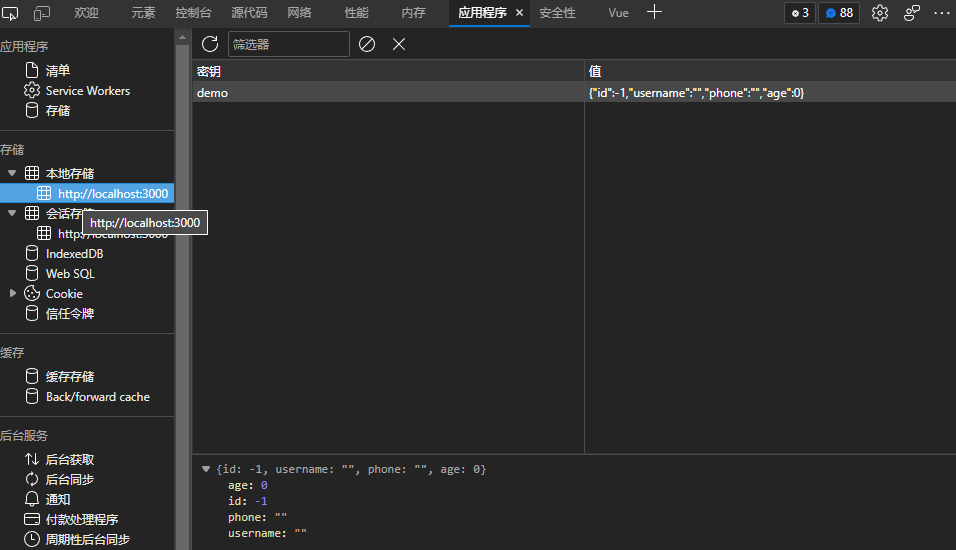 欢迎 元素 控制台 源代码 网络 性能 内存 应用程序 安全性 Vue 3 88
应用程序
清单
Service Workers
存储
存储
本地存储
http://localhost:3000
会话存
http://localhost:3000
http://localhost:3000
IndexedDB
Web SQL
Cookie
信任令牌
缓存
缓存存储
Back/forward cache
后台服务
后台获取
后台同步
通知
付款处理程序
周期性后台同步
筛选器
密钥 值
demo {"id":-1,"username":"","phone":"","age":0}
{id: -1, username: "", phone: "", age: 0}
age: 0
id: -1
phone: ""
username: ""